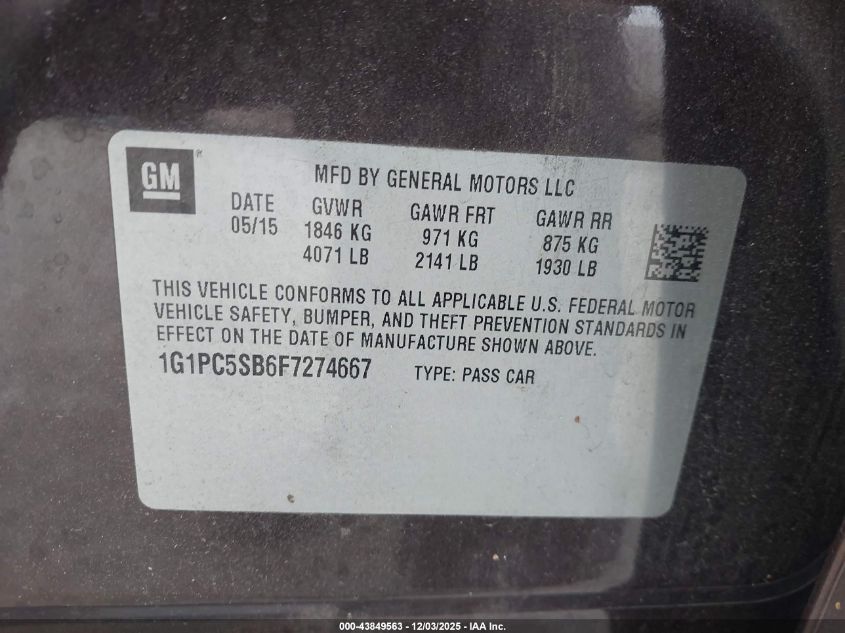 GM
MFD BY GENERAL MOTORS LLC
DATE GVWR GAWR FRT GAWR RR
05/15 1846 KG 971 KG 875 KG
4071 LB 2141 LB 1930 LB
THIS VEHICLE CONFORMS TO ALL APPLICABLE U.S. FEDERAL MOTOR
VEHICLE SAFETY, BUMPER, AND THEFT PREVENTION STANDARDS IN
EFFECT ON THE DATE OF MANUFACTURE SHOWN ABOVE.
1G1PC5SB6F7274667 TYPE: PASS CAR
000-43849563 - 12/03/2025 - IAA Inc.